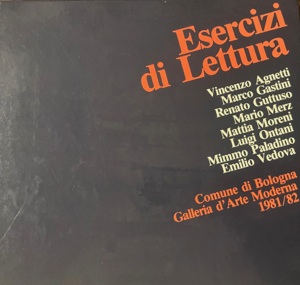 Esercizi
di Lettura
Vincenzo Agnetti
Marco Gastini
Renato Guttuso
Mario Merz
Mattia Moreni
Luigi Ontani
Mimmo Paladino
Emilio Vedova
Comune di Bologna
Galleria d'Arte Moderna
1981/82